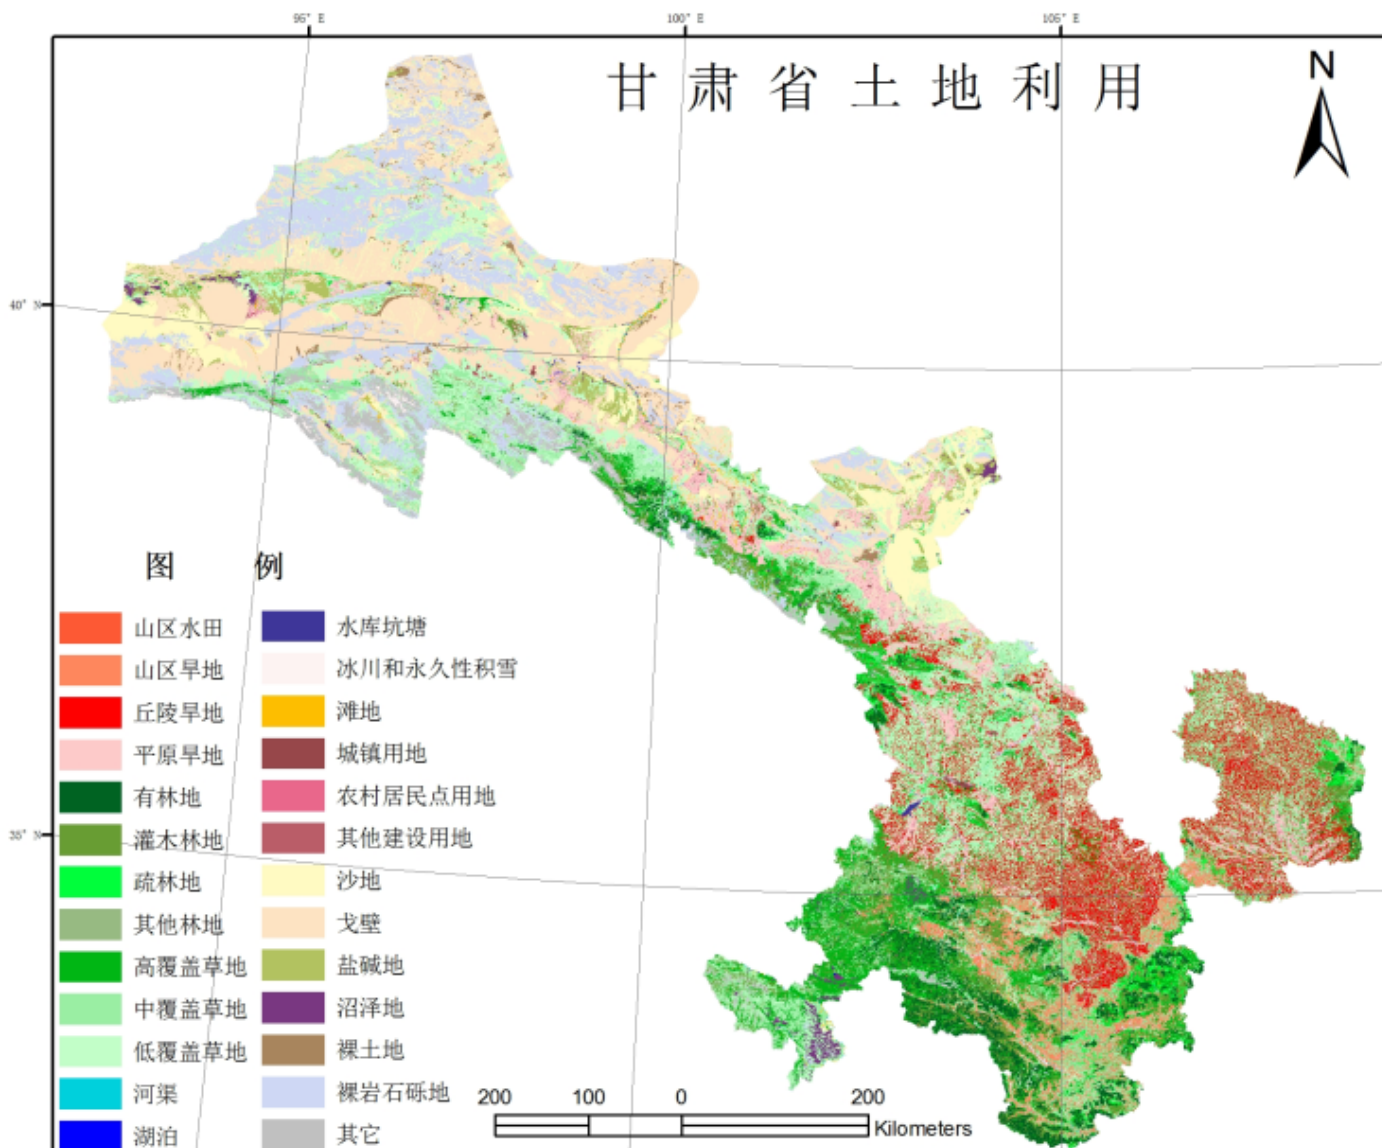 95° E 100° E 105° E
甘肃省土地利用
N
40° N
35° N
图 例
山区水田 水库坑塘
山区旱地 冰川和永久性积雪
丘陵旱地 滩地
平原旱地 城镇用地
有林地 农村居民点用地
灌木林地 其他建设用地
疏林地 沙地
其他林地 戈壁
高覆盖草地 盐碱地
中覆盖草地 沼泽地
低覆盖草地 裸土地
河渠 裸岩石砾地
湖泊 其它
200 100 0 200
Kilometers